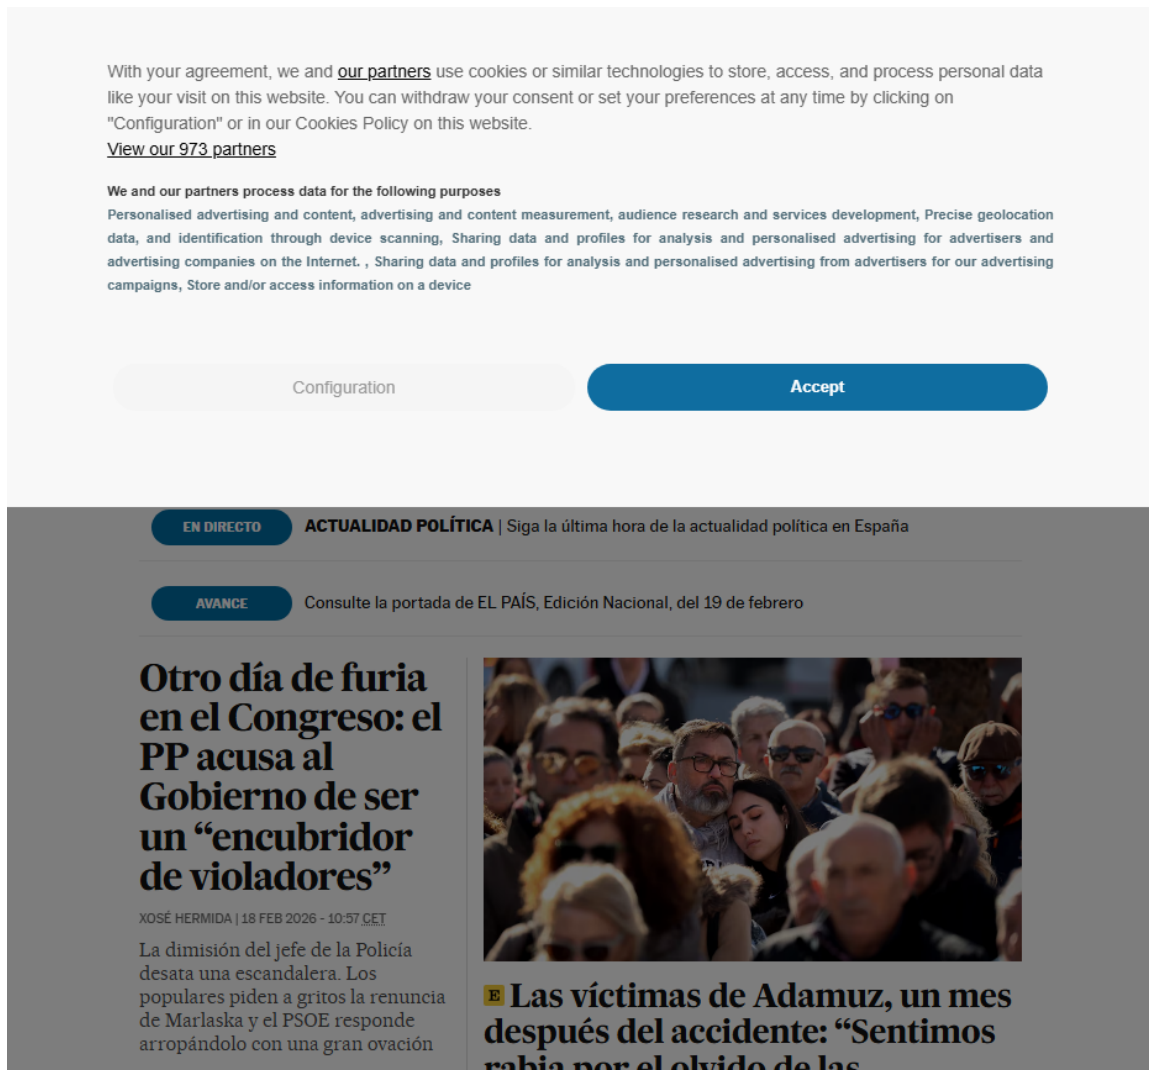 With your agreement, we and our partners use cookies or similar technologies to store, access, and process personal data
like your visit on this website. You can withdraw your consent or set your preferences at any time by clicking on
"Configuration" or in our Cookies Policy on this website.
View our 973 partners
We and our partners process data for the following purposes
Personalised advertising and content, advertising and content measurement, audience research and services development, Precise geolocation
data, and identification through device scanning, Sharing data and profiles for analysis and personalised advertising for advertisers and
advertising companies on the Internet. , Sharing data and profiles for analysis and personalised advertising from advertisers for our advertising
campaigns, Store and/or access information on a device
Configuration
Accept
EN DIRECTO
ACTUALIDAD POLÍTICA | Siga la última hora de la actualidad política en España
AVANCE
Consulte la portada de EL PAÍS, Edición Nacional, del 19 de febrero
Otro día de furia
en el Congreso: el
PP acusa al
Gobierno de ser
un “encubridor
de violadores”
XOSÉ HERMIDA | 18 FEB 2026 - 10:57 CET
La dimisión del jefe de la Policía
desata una escandalera. Los
populares piden a gritos la renuncia
de Marlaska y el PSOE responde
arropándolo con una gran ovación
E Las víctimas de Adamuz, un mes
después del accidente: “Sentimos
rabia por el olvido de las